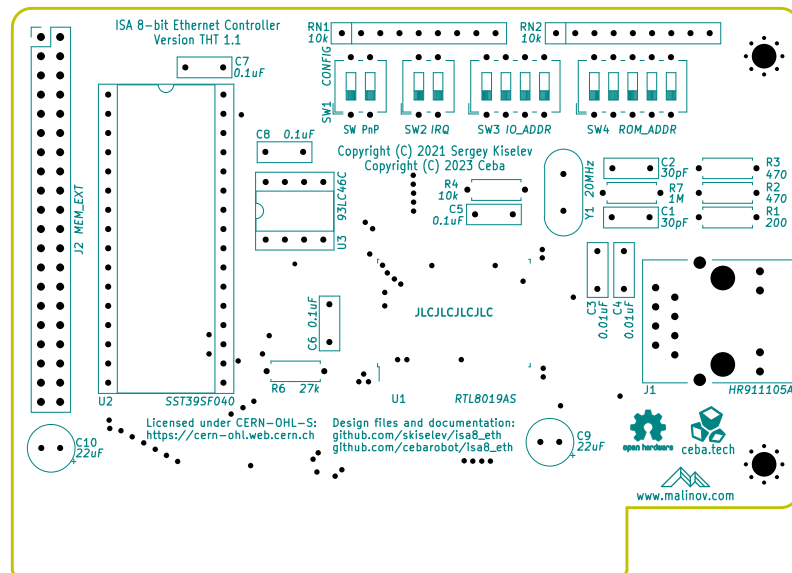 ISA 8-bit Ethernet Controller
Version THT 1.1
RN1
10k
RN2
10k
C7
0.1uF
CONFIG
SW1
SW PnP
SW2 IRQ
SW3 IO_ADDR
SW4 ROM_ADDR
C8 0.1uF
Copyright (C) 2021 Sergey Kiselev
Copyright (C) 2023 Ceba
93LC46C
U3
R4
10k
C5
0.1uF
20MHz
Y1
C2
30pF
R7
1M
C1
30pF
R3
470
R2
470
R1
200
J2 MEM_EXT
C3
0.01uF
C4
0.01uF
JLCJLCJLCJLC
C6 0.1uF
R6 27k
U2 SST39SF040
U1 RTL8019AS
J1 HR911105A
Licensed under CERN-OHL-S:
https://cern-ohl.web.cern.ch
Design files and documentation:
github.com/skiselev/isa8_eth
github.com/cebarobot/isa8_eth
C10
22uF
+
C9
22uF
+
open hardware
ceba.tech
www.malinov.com